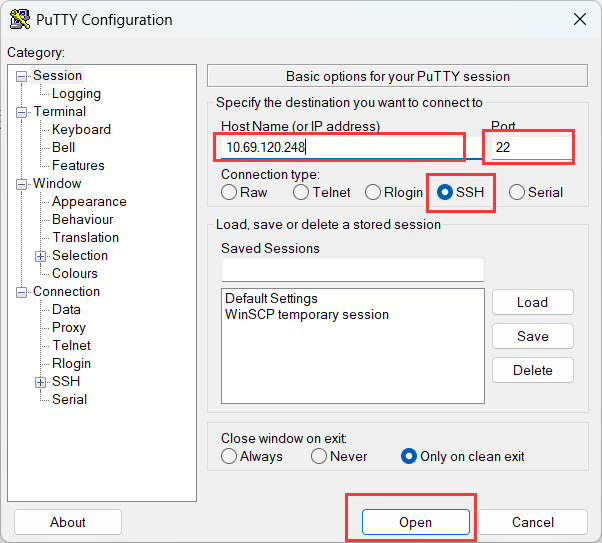 PuTTY Configuration
Category:
Session
Logging
Terminal
Keyboard
Bell
Features
Window
Appearance
Behaviour
Translation
Selection
Colours
Connection
Data
Proxy
Telnet
Rlogin
SSH
Serial
Basic options for your PuTTY session
Specify the destination you want to connect to
Host Name (or IP address) Port
10.69.120.248 22
Connection type:
Raw Telnet Rlogin SSH Serial
Load, save or delete a stored session
Saved Sessions
Default Settings
WinSCP temporary session
Load
Save
Delete
Close window on exit:
Always Never Only on clean exit
About Open Cancel